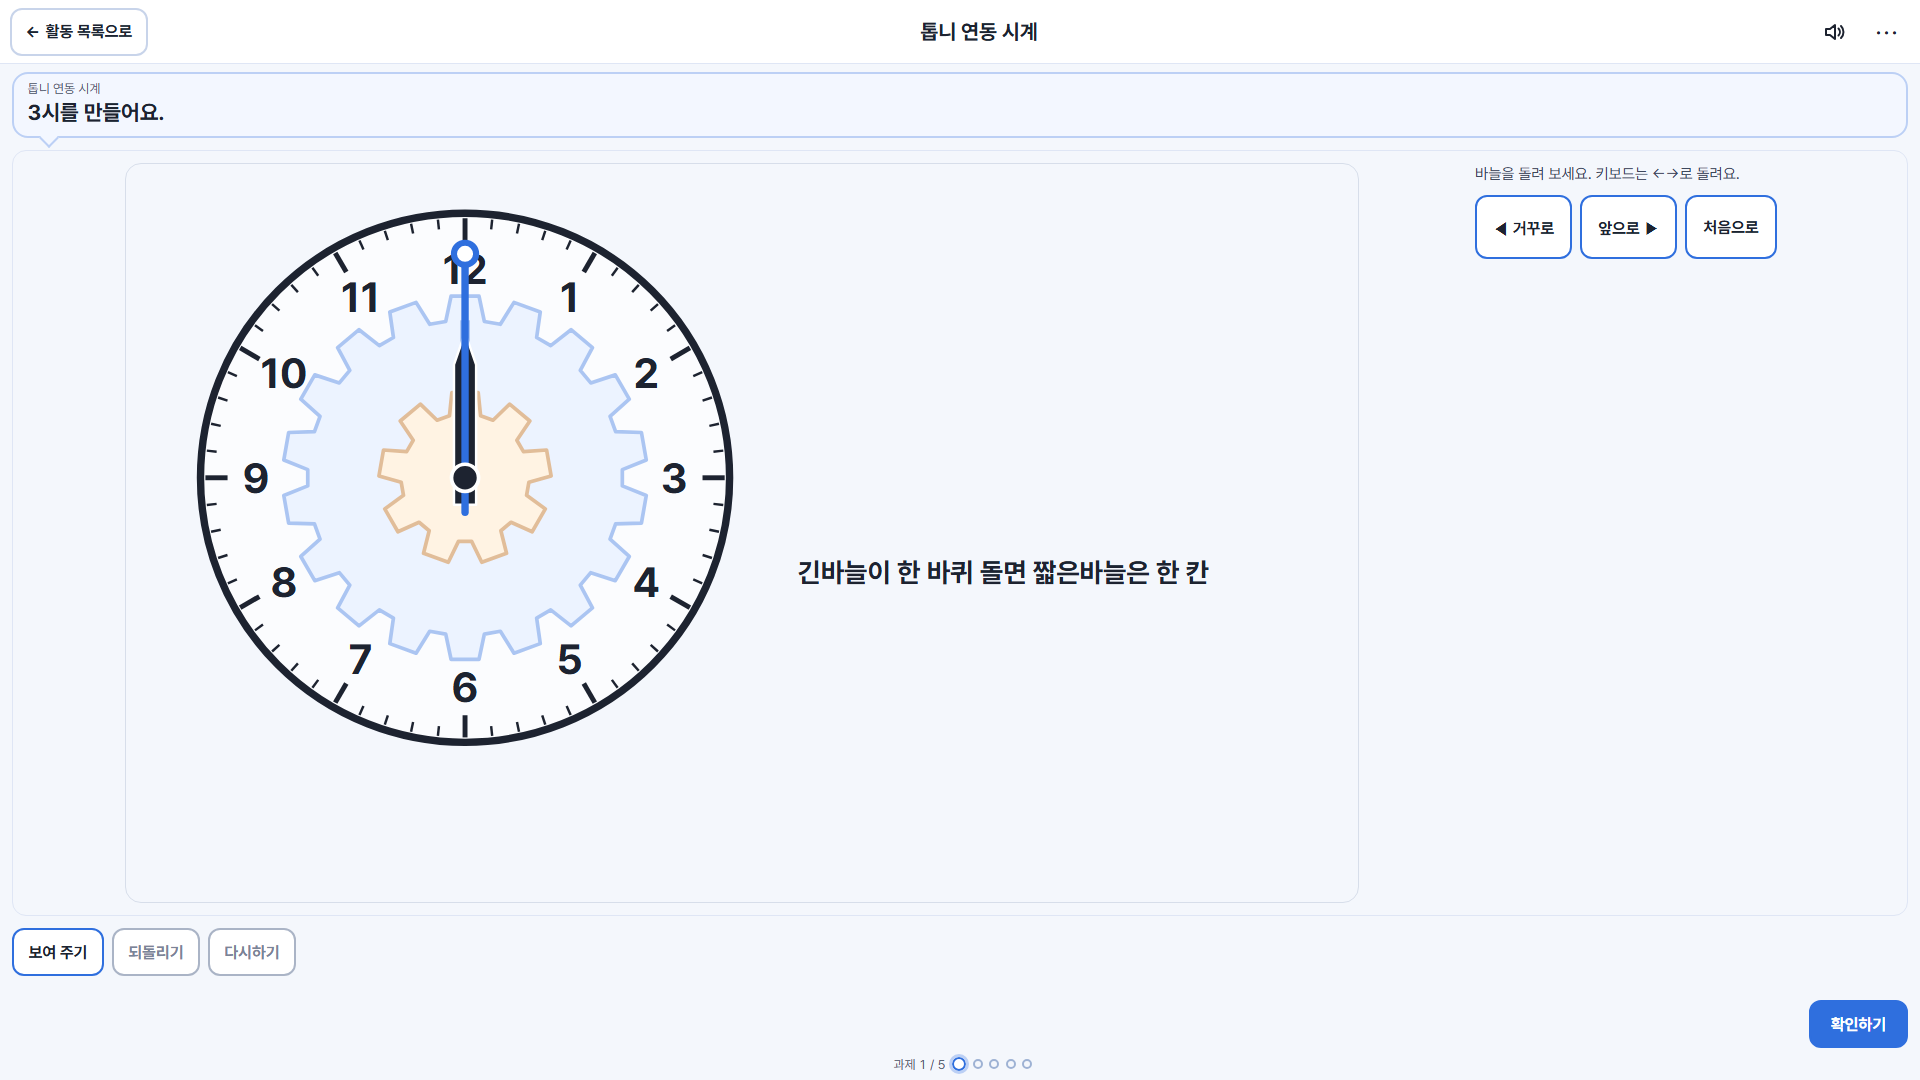 ← 활동 목록으로
톱니 연동 시계
톱니 연동 시계
3시를 만들어요.
바늘을 돌려 보세요. 키보드는 ←→로 돌려요.
◀ 거꾸로
앞으로 ▶
처음으로
12
11
1
10
2
9
3
8
4
7
5
6
긴바늘이 한 바퀴 돌면 짧은바늘은 한 칸
보여 주기
되돌리기
다시하기
확인하기
과제 1 / 5